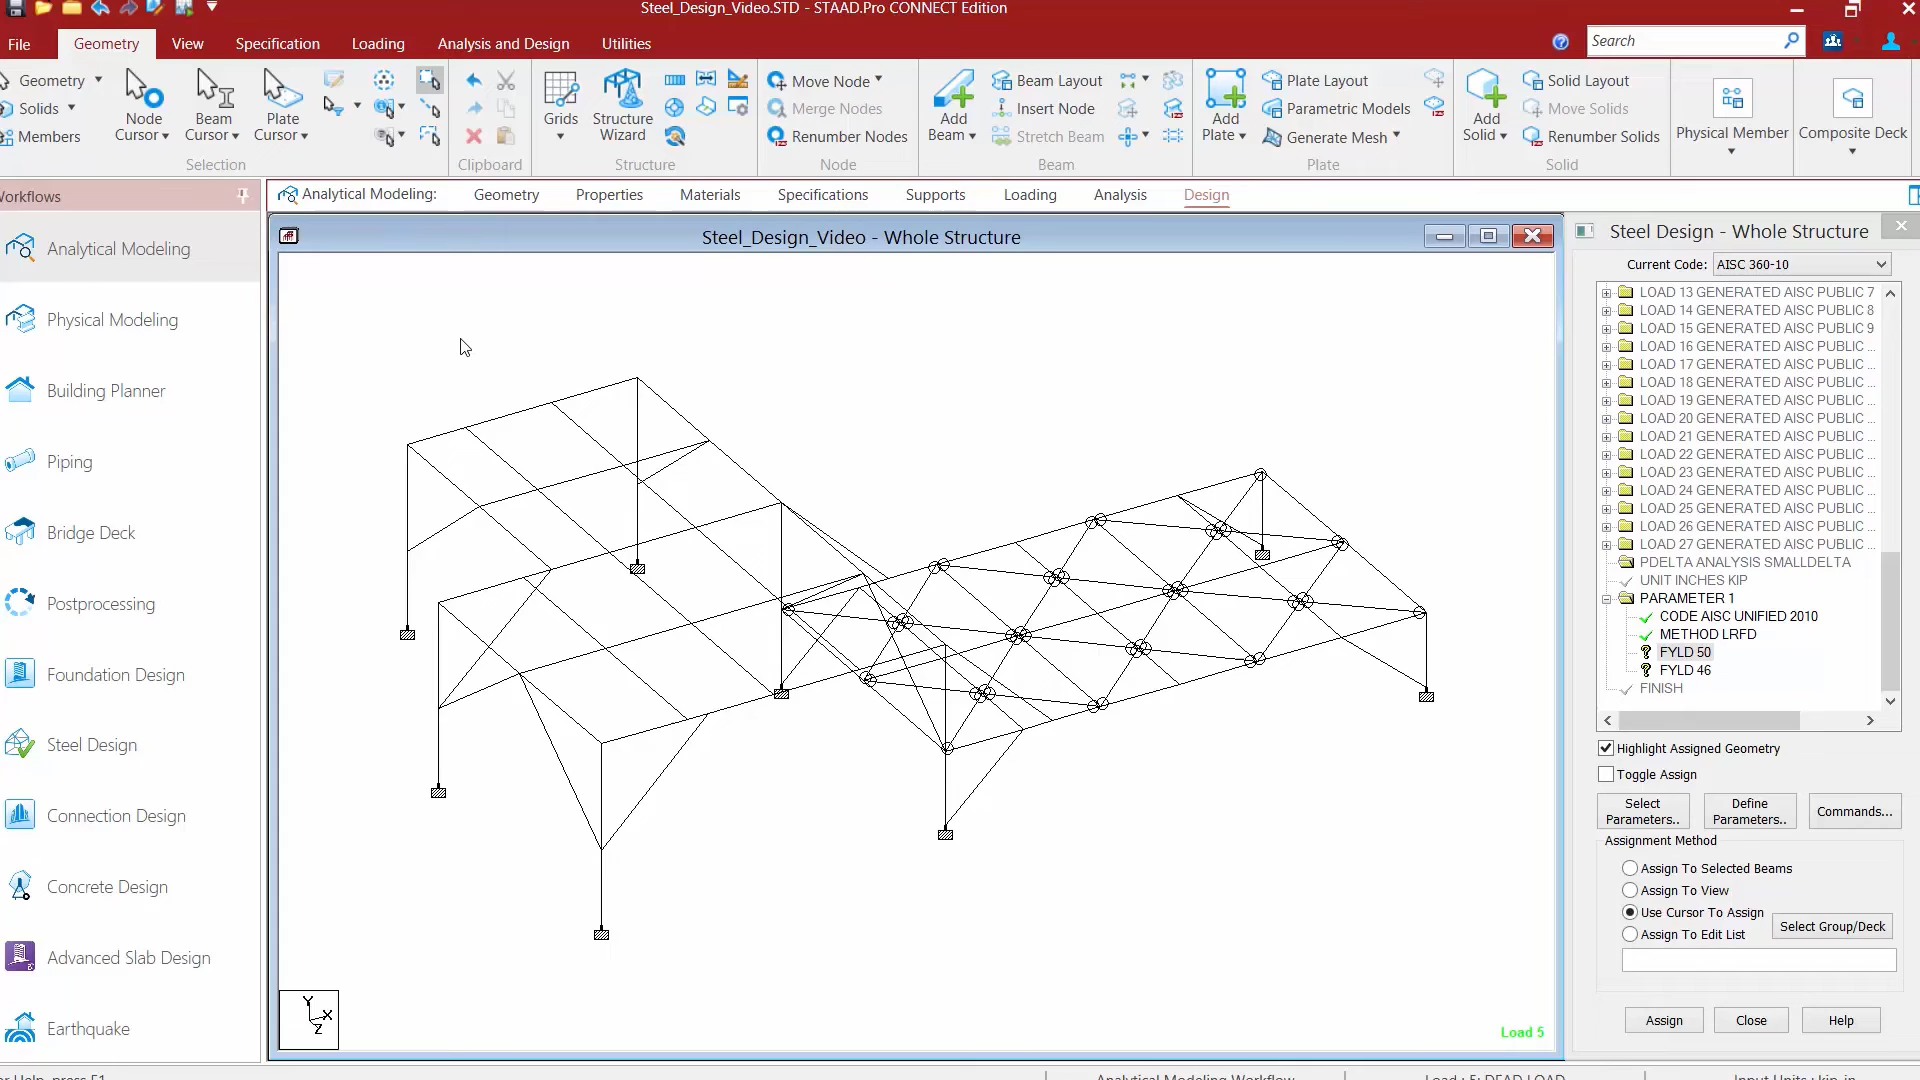 Steel_Design_Video.STD - STAAD.Pro CONNECT Edition
File
Geometry
View
Specification
Loading
Analysis and Design
Utilities
Search
Geometry
Solids
Members
Node Cursor
Beam Cursor
Plate Cursor
Selection
Clipboard
Grids
Structure Wizard
Structure
Move Node
Merge Nodes
Renumber Nodes
Node
Add Beam
Beam Layout
Insert Node
Stretch Beam
Beam
Add Plate
Plate Layout
Parametric Models
Generate Mesh
Plate
Add Solid
Solid Layout
Move Solids
Renumber Solids
Solid
Physical Member
Composite Deck
orkflows
Analytical Modeling:
Geometry
Properties
Materials
Specifications
Supports
Loading
Analysis
Design
Analytical Modeling
Physical Modeling
Building Planner
Piping
Bridge Deck
Postprocessing
Foundation Design
Steel Design
Connection Design
Concrete Design
Advanced Slab Design
Earthquake
Steel_Design_Video - Whole Structure
Y
X
Z
Load 5
Steel Design - Whole Structure
Current Code: AISC 360-10
LOAD 13 GENERATED AISC PUBLIC 7
LOAD 14 GENERATED AISC PUBLIC 8
LOAD 15 GENERATED AISC PUBLIC 9
LOAD 16 GENERATED AISC PUBLIC ...
LOAD 17 GENERATED AISC PUBLIC ...
LOAD 18 GENERATED AISC PUBLIC ...
LOAD 19 GENERATED AISC PUBLIC ...
LOAD 20 GENERATED AISC PUBLIC ...
LOAD 21 GENERATED AISC PUBLIC ...
LOAD 22 GENERATED AISC PUBLIC ...
LOAD 23 GENERATED AISC PUBLIC ...
LOAD 24 GENERATED AISC PUBLIC ...
LOAD 25 GENERATED AISC PUBLIC ...
LOAD 26 GENERATED AISC PUBLIC ...
LOAD 27 GENERATED AISC PUBLIC ...
PDELTA ANALYSIS SMALLDELTA
UNIT INCHES KIP
PARAMETER 1
CODE AISC UNIFIED 2010
METHOD LRFD
FYLD 50
FYLD 46
FINISH
Highlight Assigned Geometry
Toggle Assign
Select Parameters..
Define Parameters..
Commands...
Assignment Method
Assign To Selected Beams
Assign To View
Use Cursor To Assign
Assign To Edit List
Select Group/Deck
Assign
Close
Help
or Help, press F1
Analytical Modeling Workflow
Load : 5: DEAD LOAD
Input Units : kip-in